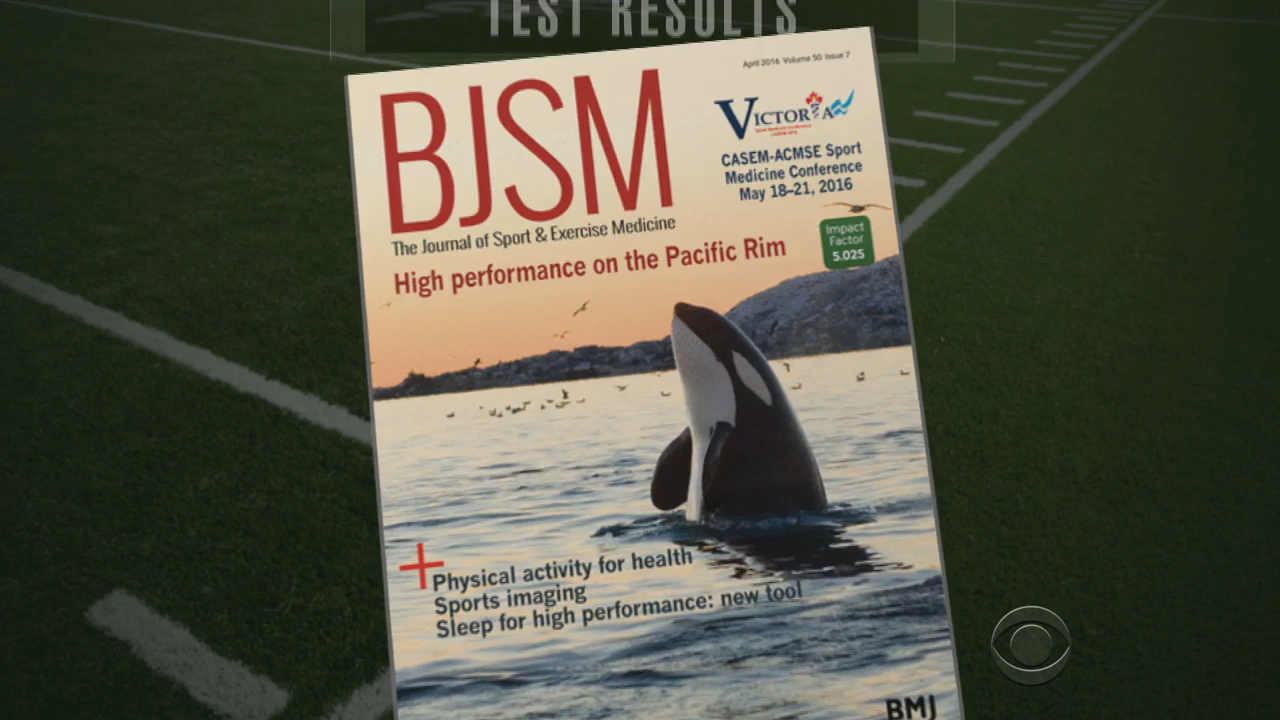 TEST RESULTS
April 2016 Volume 50 Issue 7
BJSM
VICTORIA
CASEM-ACMSE Sport
Medicine Conference
May 18–21, 2016
The Journal of Sport & Exercise Medicine
High performance on the Pacific Rim
Impact
Factor
5.025
+
Physical activity for health
Sports imaging
Sleep for high performance: new tool
BMJ